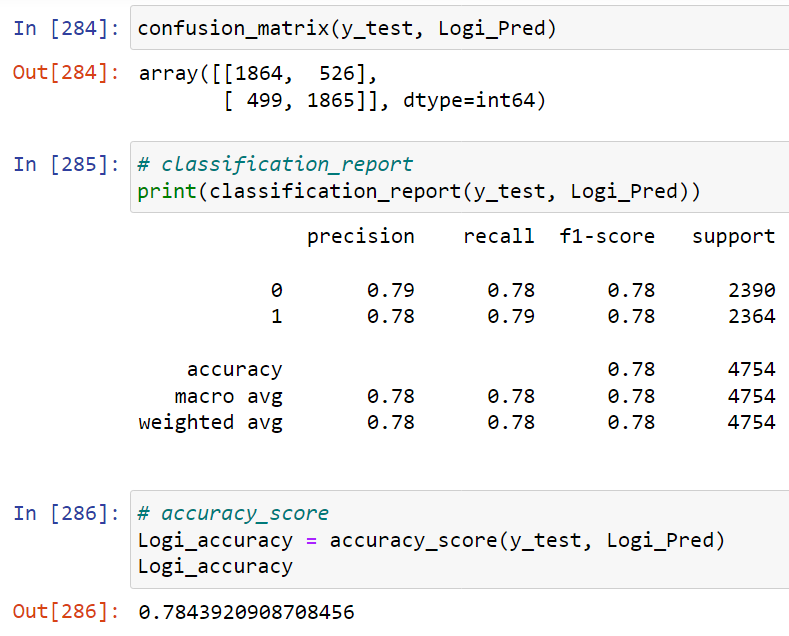 In [284]: confusion_matrix(y_test, Logi_Pred)
Out[284]: array([[1864,  526],
       [ 499, 1865]], dtype=int64)
In [285]: # classification_report
print(classification_report(y_test, Logi_Pred))
              precision    recall  f1-score   support
           0       0.79      0.78      0.78      2390
           1       0.78      0.79      0.78      2364
    accuracy                           0.78      4754
   macro avg       0.78      0.78      0.78      4754
weighted avg       0.78      0.78      0.78      4754
In [286]: # accuracy_score
Logi_accuracy = accuracy_score(y_test, Logi_Pred)
Logi_accuracy
Out[286]: 0.7843920908708456